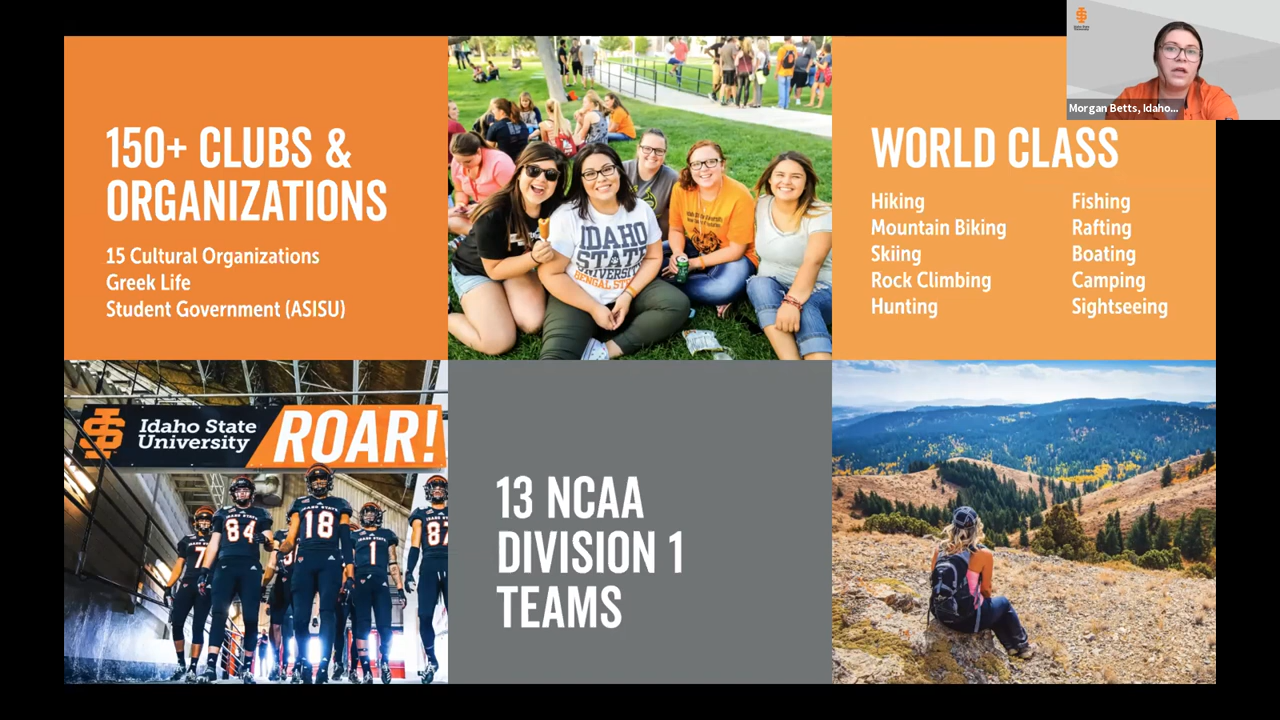 150+ CLUBS &
ORGANIZATIONS
15 Cultural Organizations
Greek Life
Student Government (ASISU)
IDAHO
STATE
UNIVERSITY
BENGAL
WORLD CLASS
Hiking
Mountain Biking
Skiing
Rock Climbing
Hunting
Fishing
Rafting
Boating
Camping
Sightseeing
Morgan Betts, Idaho...
Idaho State
University
ROAR!
7
84
18
1
87
13 NCAA
DIVISION 1
TEAMS